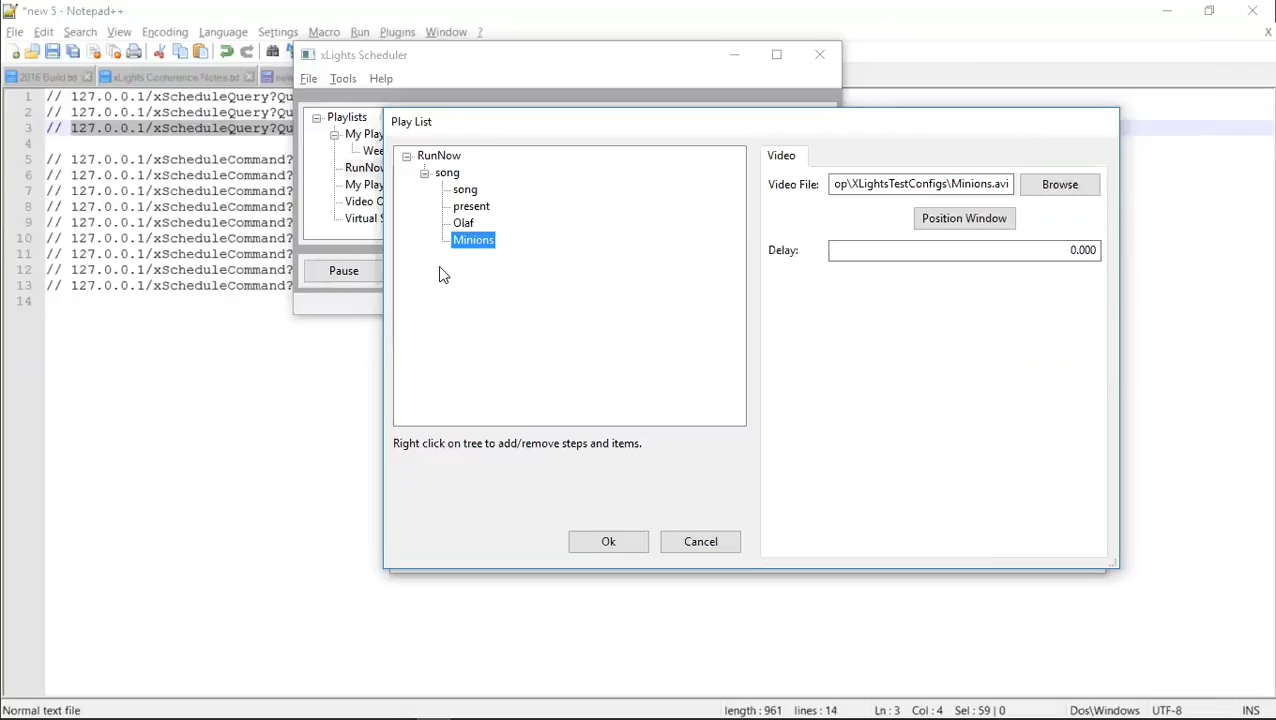 *new 5 - Notepad++
File Edit Search View Encoding Language Settings Macro Run Plugins Window ?
X
2016 Build.txt xLights Conference Notes.txt new
xLights Scheduler
File Tools Help
Playlists
My Play
Wee
RunNow
My Play
Video O
Virtual S
Pause
Play List
RunNow
song
song
present
Olaf
Minions
Right click on tree to add/remove steps and items.
Ok Cancel
Video
Video File: op\XLightsTestConfigs\Minions.avi Browse
Position Window
Delay: 0.000
1 // 127.0.0.1/xScheduleQuery?Qu
2 // 127.0.0.1/xScheduleQuery?Qu
3 // 127.0.0.1/xScheduleQuery?Qu
4
5 // 127.0.0.1/xScheduleCommand?
6 // 127.0.0.1/xScheduleCommand?
7 // 127.0.0.1/xScheduleCommand?
8 // 127.0.0.1/xScheduleCommand?
9 // 127.0.0.1/xScheduleCommand?
10 // 127.0.0.1/xScheduleCommand?
11 // 127.0.0.1/xScheduleCommand?
12 // 127.0.0.1/xScheduleCommand?
13 // 127.0.0.1/xScheduleCommand?
14
Normal text file length : 961 lines : 14 Ln : 3 Col : 4 Sel : 59 | 0 Dos\Windows UTF-8 INS